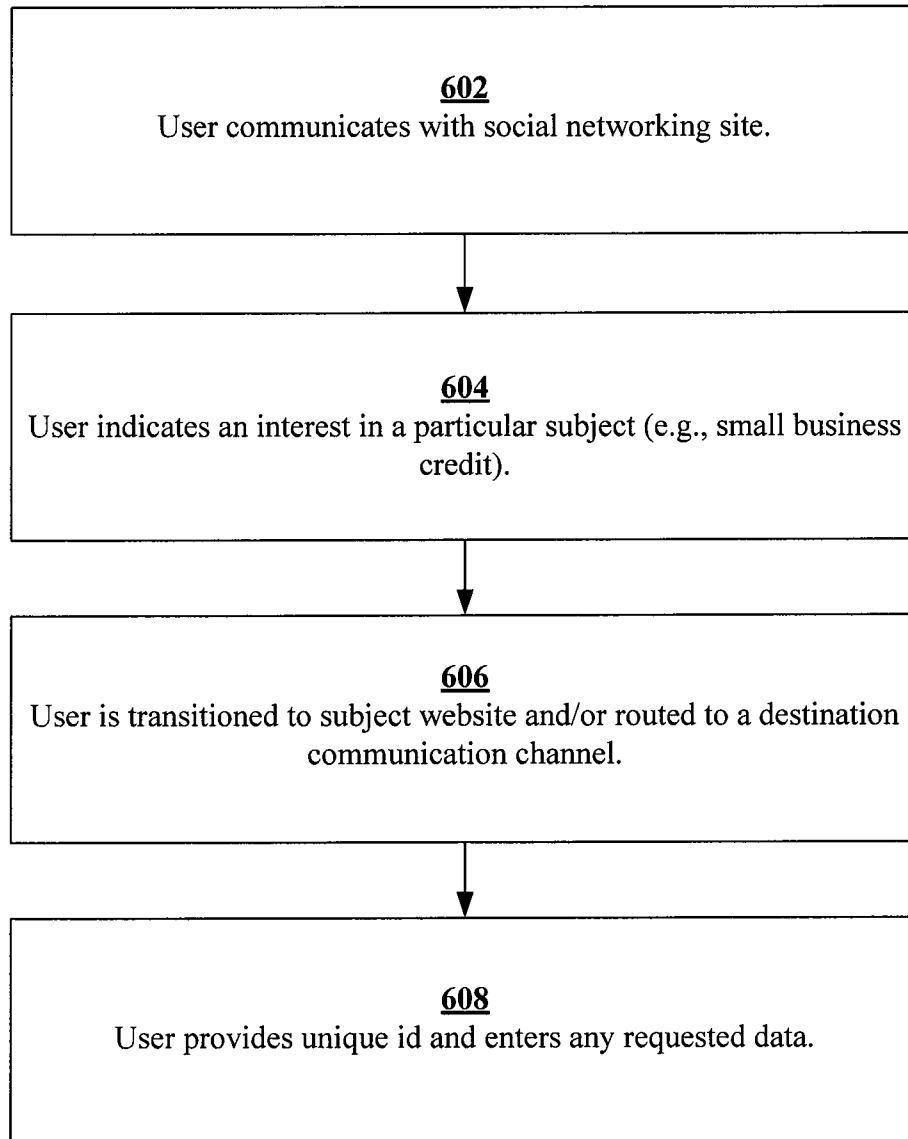 602
User communicates with social networking site.
604
User indicates an interest in a particular subject (e.g., small business
credit).
606
User is transitioned to subject website and/or routed to a destination
communication channel.
608
User provides unique id and enters any requested data.